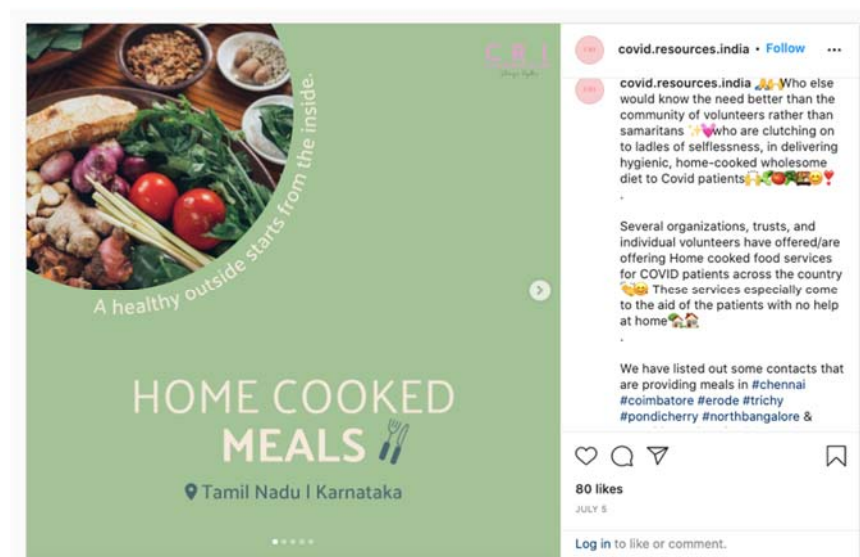 C R I
A healthy outside starts from the inside.
HOME COOKED
MEALS
Tamil Nadu | Karnataka
covid.resources.india • Follow
covid.resources.india 🙏🙌Who else
would know the need better than the
community of volunteers rather than
samaritans ✨💓who are clutching on
to ladles of selflessness, in delivering
hygienic, home-cooked wholesome
diet to Covid patients
.
Several organizations, trusts, and
individual volunteers have offered/are
offering Home cooked food services
for COVID patients across the country
These services especially come
to the aid of the patients with no help
at home🏡🏠
.
We have listed out some contacts that
are providing meals in #chennai
#coimbatore #erode #trichy
#pondicherry #northbangalore &
80 likes
JULY 5
Log in to like or comment.